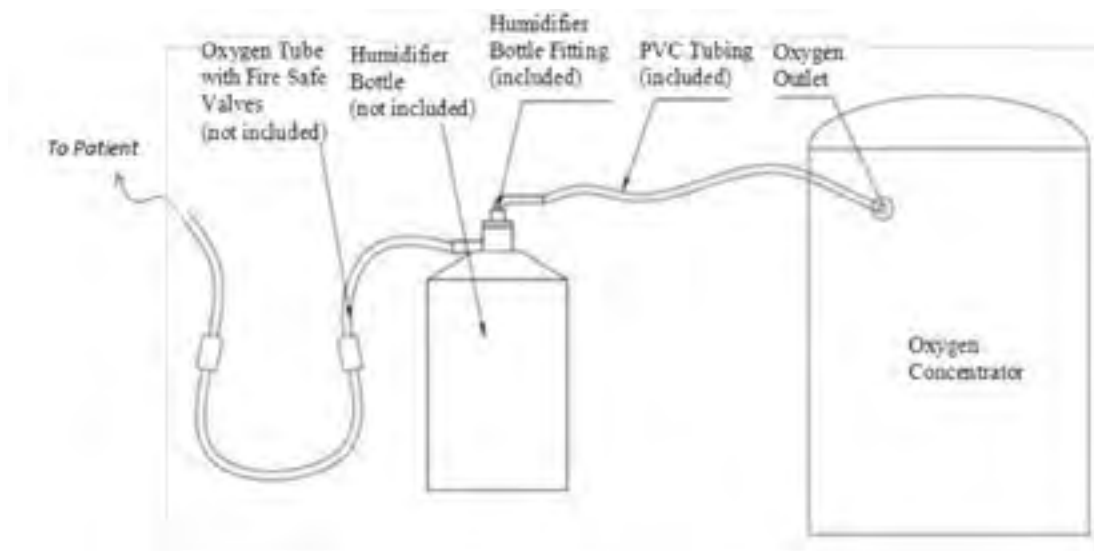 Oxygen Tube
with Fire Safe
Valves
(not included)
Humidifier
Bottle
(not included)
Humidifier
Bottle Fitting
(included)
PVC Tubing
(included)
Oxygen
Outlet
To Patient
Oxygen
Concentrator